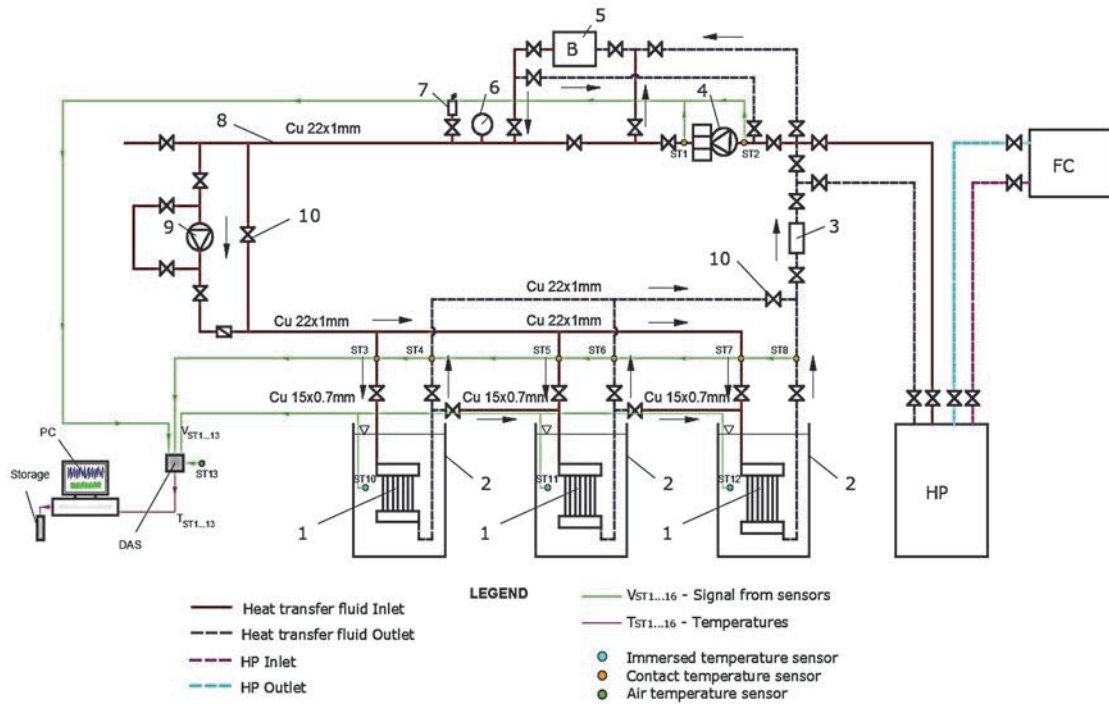 5
B
7
6
4
8
Cu 22x1mm
ST1
ST2
FC
9
10
3
10
Cu 22x1mm
Cu 22x1mm
Cu 22x1mm
ST3
ST4
ST5
ST6
ST7
ST8
Cu 15x0.7mm
Cu 15x0.7mm
Cu 15x0.7mm
VST1...13
PC
Storage
ST13
ST10
ST11
ST12
2
2
2
HP
TST1...13
DAS
1
1
1
LEGEND
Heat transfer fluid Inlet
Heat transfer fluid Outlet
HP Inlet
HP Outlet
VST1...16 - Signal from sensors
TST1...16 - Temperatures
Immersed temperature sensor
Contact temperature sensor
Air temperature sensor